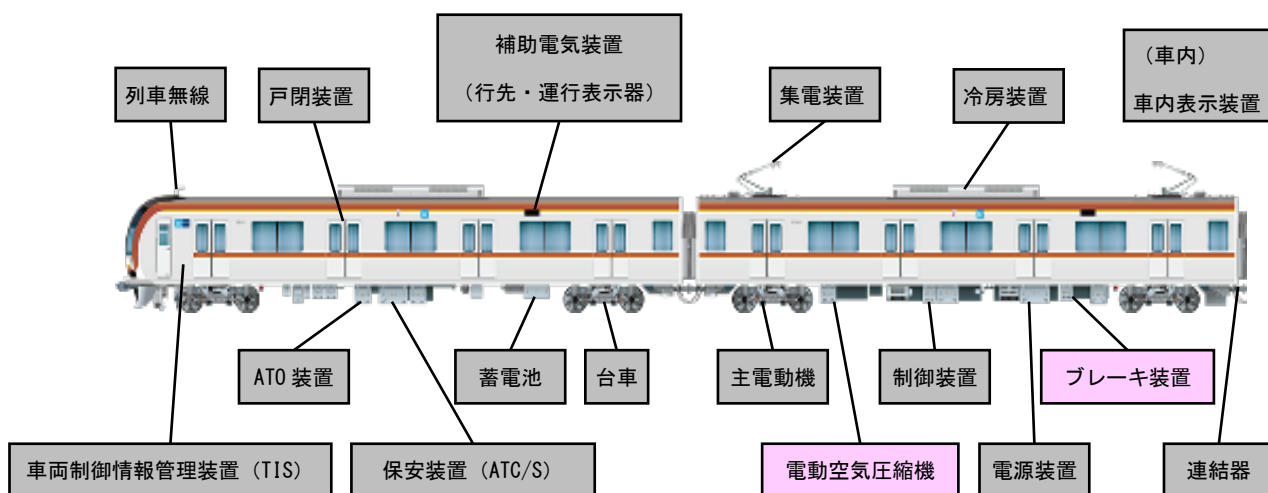 補助電気装置
(行先・運行表示器)
(車内)
車内表示装置
列車無線
戸閉装置
集電装置
冷房装置
ATO 装置
蓄電池
台車
主電動機
制御装置
ブレーキ装置
車両制御情報管理装置 (TIS)
保安装置 (ATC/S)
電動空気圧縮機
電源装置
連結器